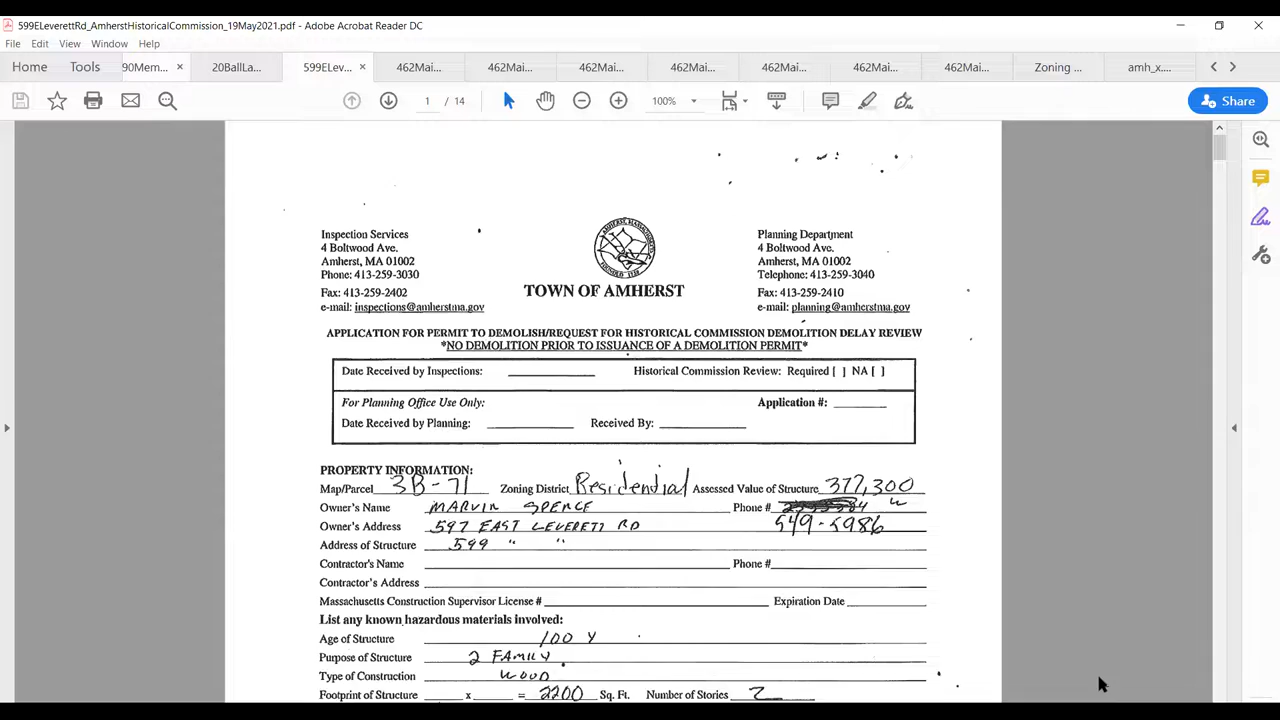 599ELeverettRd_AmherstHistoricalCommission_19May2021.pdf - Adobe Acrobat Reader DC
File Edit View Window Help
Home Tools 90Mem... 20BallLa... 599ELev... 462Mai... 462Mai... 462Mai... 462Mai... 462Mai... 462Mai... 462Mai... Zoning ... amh_x....
1 / 14 100% Share
Inspection Services
4 Boltwood Ave.
Amherst, MA 01002
Phone: 413-259-3030
Fax: 413-259-2402
e-mail: inspections@amherstma.gov
TOWN OF AMHERST
Planning Department
4 Boltwood Ave.
Amherst, MA 01002
Telephone: 413-259-3040
Fax: 413-259-2410
e-mail: planning@amherstma.gov
APPLICATION FOR PERMIT TO DEMOLISH/REQUEST FOR HISTORICAL COMMISSION DEMOLITION DELAY REVIEW
*NO DEMOLITION PRIOR TO ISSUANCE OF A DEMOLITION PERMIT*
Date Received by Inspections: Historical Commission Review: Required [ ] NA [ ]
For Planning Office Use Only: Application #:
Date Received by Planning: Received By:
PROPERTY INFORMATION:
Map/Parcel 3B-71 Zoning District Residential Assessed Value of Structure 377,300
Owner's Name MARVIN SPENCE Phone #
Owner's Address 597 EAST LEVERETT RD 549-5986
Address of Structure 599 " "
Contractor's Name Phone #
Contractor's Address
Massachusetts Construction Supervisor License # Expiration Date
List any known hazardous materials involved:
Age of Structure 100 Y
Purpose of Structure 2 FAMILY
Type of Construction WOOD
Footprint of Structure x = 2200 Sq. Ft. Number of Stories 2